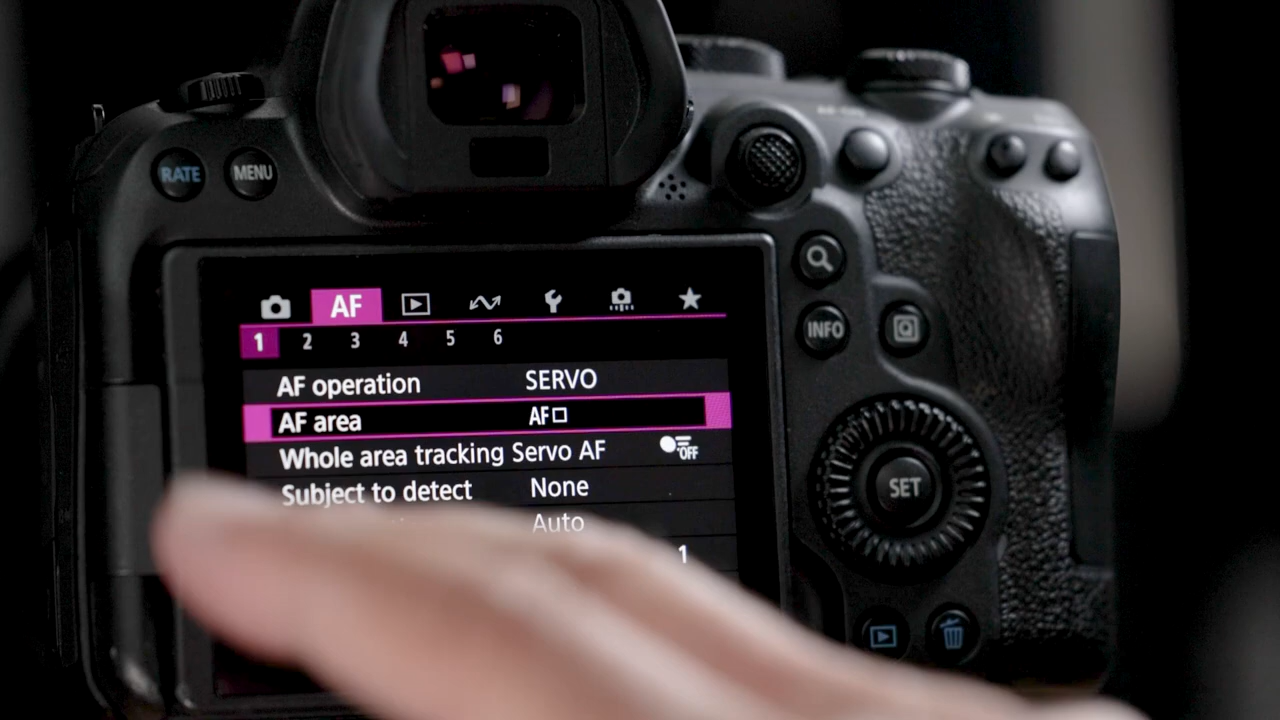 RATE MENU
AF
1 2 3 4 5 6
AF operation SERVO
AF area AF
Whole area tracking Servo AF OFF
Subject to detect None
Auto
1
INFO
SET